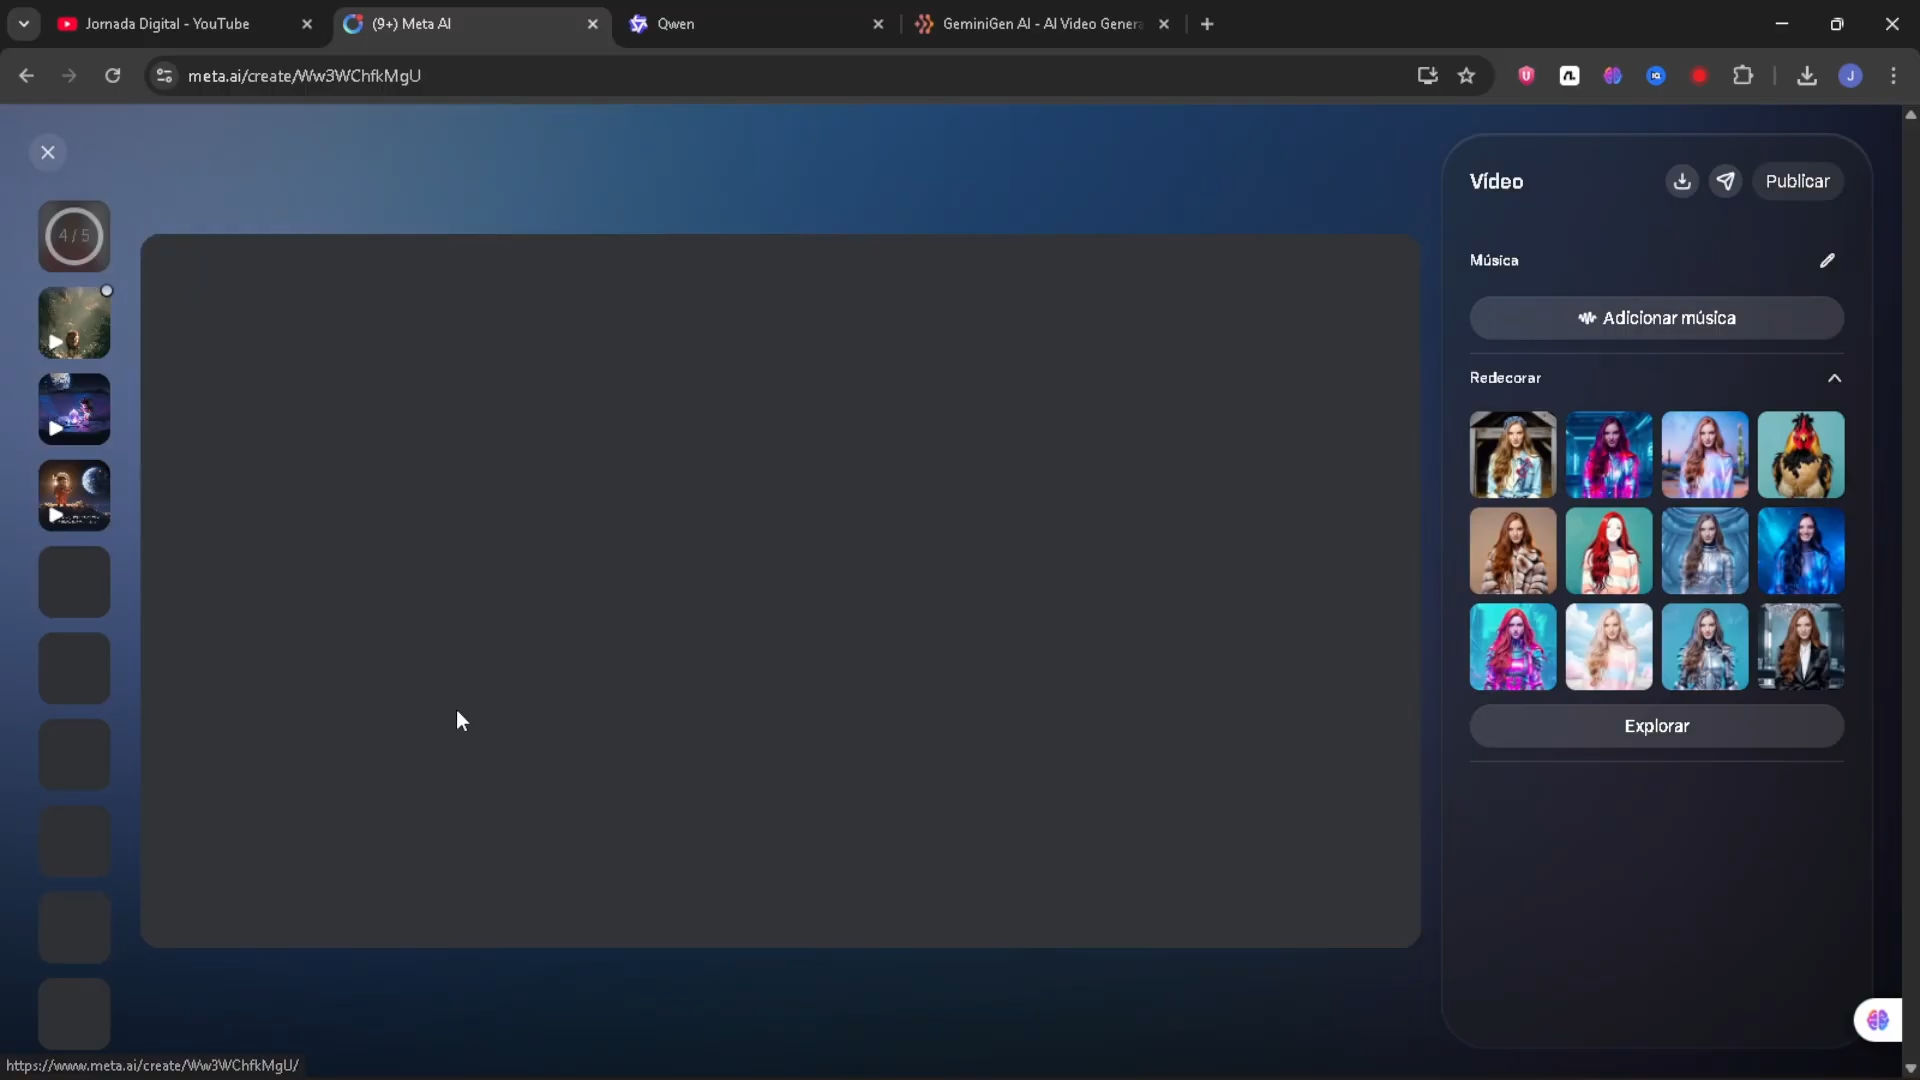 Jornada Digital - YouTube
(9+) Meta AI
Qwen
GeminiGen AI - AI Video Genera
meta.ai/create/Ww3WChfkMgU
J
Vídeo
Publicar
4 / 5
Música
Adicionar música
Redecorar
Explorar
https://www.meta.ai/create/Ww3WChfkMgU/